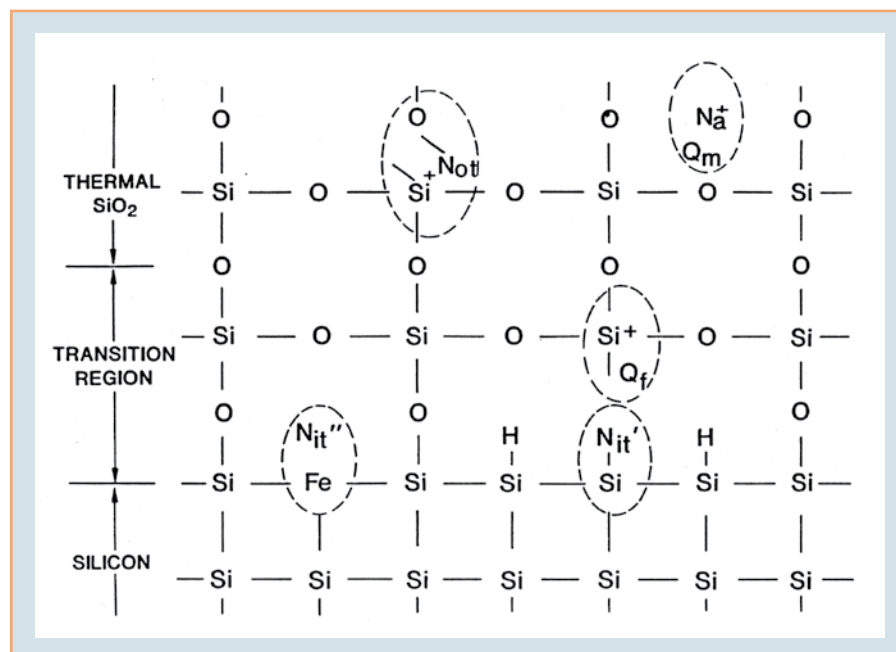 O O O Na+ O
Qm
Not
THERMAL
SiO2
Si O Si+ O Si O Si
O O O O
Si O Si O Si+ O Si
TRANSITION
REGION
Qf
O O O
Nit'' H Nit' H
Si Fe Si Si Si Si Si
SILICON
Si Si Si Si Si Si Si